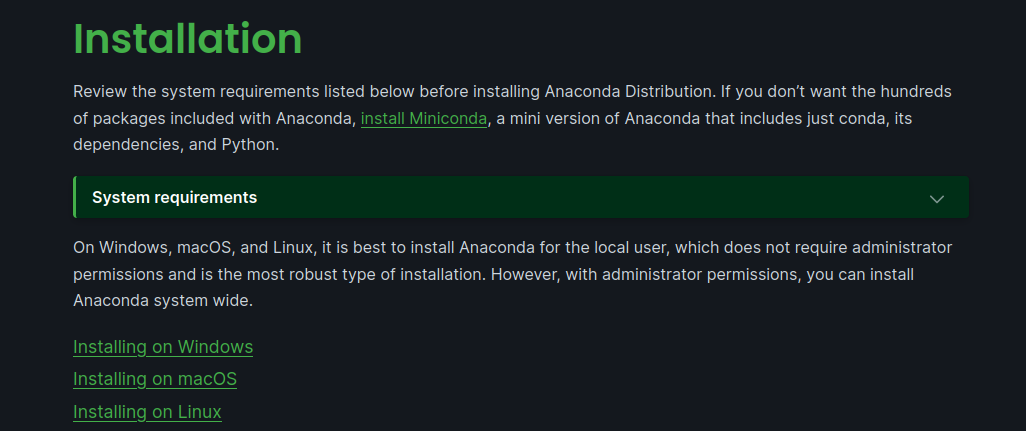 Installation
Review the system requirements listed below before installing Anaconda Distribution. If you don’t want the hundreds
of packages included with Anaconda, install Miniconda, a mini version of Anaconda that includes just conda, its
dependencies, and Python.
System requirements
On Windows, macOS, and Linux, it is best to install Anaconda for the local user, which does not require administrator
permissions and is the most robust type of installation. However, with administrator permissions, you can install
Anaconda system wide.
Installing on Windows
Installing on macOS
Installing on Linux